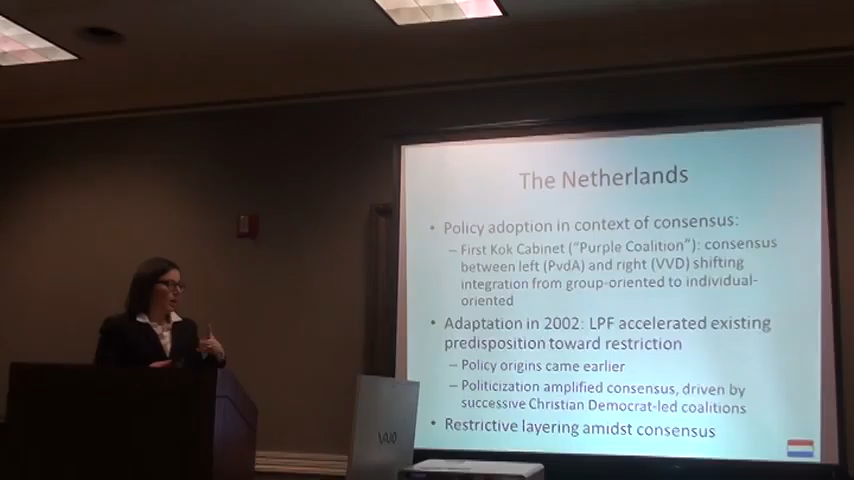 The Netherlands
• Policy adoption in context of consensus:
– First Kok Cabinet ("Purple Coalition"): consensus
between left (PvdA) and right (VVD) shifting
integration from group-oriented to individual-
oriented
• Adaptation in 2002: LPF accelerated existing
predisposition toward restriction
– Policy origins came earlier
– Politicization amplified consensus, driven by
successive Christian Democrat-led coalitions
• Restrictive layering amidst consensus
VAIO